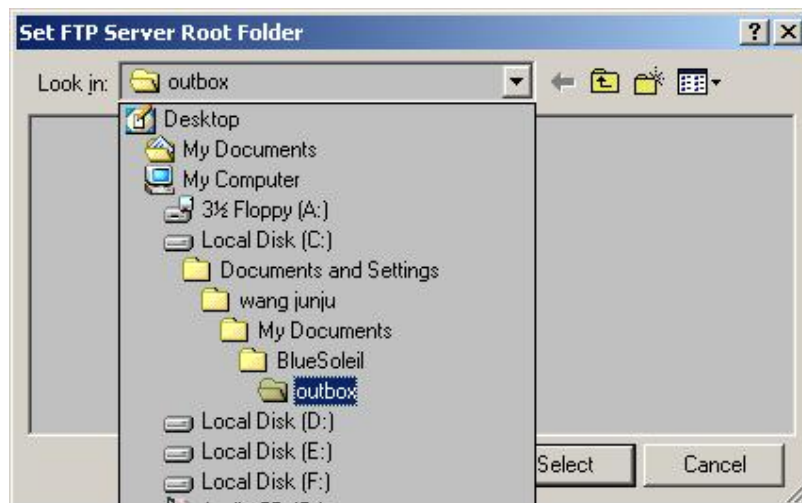 Set FTP Server Root Folder
Look in: outbox
Desktop
My Documents
My Computer
3½ Floppy (A:)
Local Disk (C:)
Documents and Settings
wang junju
My Documents
BlueSoleil
outbox
Local Disk (D:)
Local Disk (E:)
Local Disk (F:)
Select Cancel